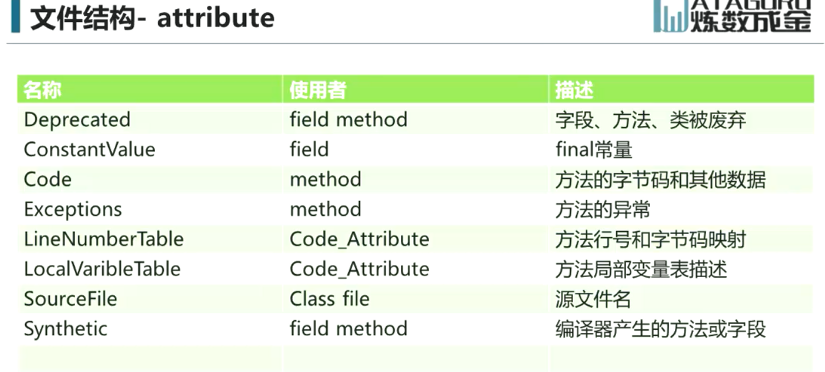 文件结构- attribute
ATAGURU
炼数成金
名称 使用者 描述
Deprecated field method 字段、方法、类被废弃
ConstantValue field final常量
Code method 方法的字节码和其他数据
Exceptions method 方法的异常
LineNumberTable Code_Attribute 方法行号和字节码映射
LocalVaribleTable Code_Attribute 方法局部变量表描述
SourceFile Class file 源文件名
Synthetic field method 编译器产生的方法或字段